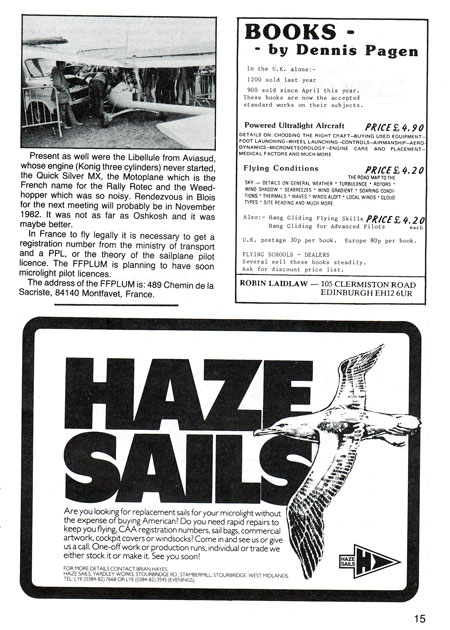 Present as well were the Libellule from Aviasud,
whose engine (Konig three cylinders) never started,
the Quick Silver MX, the Motoplane which is the
French name for the Rally Rotec and the Weed-
hopper which was so noisy. Rendezvous in Blois
for the next meeting will probably be in November
1982. It was not as far as Oshkosh and it was
maybe better.
In France to fly legally it is necessary to get a
registration number from the ministry of transport
and a PPL, or the theory of the sailplane pilot
licence. The FFPLUM is planning to have soon
microlight pilot licences.
The address of the FFPLUM is: 489 Chemin de la
Sacriste, 84140 Montfavet, France.
BOOKS -
- by Dennis Pagen
In the U.K. alone:-
1200 sold last year
900 sold since April this year.
These books are now the accepted
standard works on their subjects.
Powered Ultralight Aircraft PRICE £4.90
DETAILS ON: CHOOSING THE RIGHT CRAFT–BUYING USED EQUIPMENT–
FOOT LAUNCHING–WHEEL LAUNCHING–CONTROLS–AIRMANSHIP–AERO-
DYNAMICS–MICROMETEOROLOGY–ENGINE CARE AND PLACEMENT–
MEDICAL FACTORS AND MUCH MORE
Flying Conditions PRICE £4.20
THE ROAD MAP TO THE
SKY — DETAILS ON GENERAL WEATHER * TURBULENCE * ROTORS *
WIND SHADOW * SEABREEZES * WIND GRADIENT * SOARING CONDI-
TIONS * THERMALS * WAVES * WINDS ALOFT * LOCAL WINDS * CLOUD
TYPES * SITE READING AND MUCH MORE
Also:- Hang Gliding Flying Skills PRICE £4.20
Hang Gliding for Advanced Pilots each
U.K. postage 30p per book. Europe 80p per book.
FLYING SCHOOLS - DEALERS
Several sell these books steadily.
Ask for discount price list.
ROBIN LAIDLAW — 105 CLERMISTON ROAD
EDINBURGH EH12 6UR
HAZE
SAILS
Are you looking for replacement sails for your microlight without
the expense of buying American? Do you need rapid repairs to
keep you flying, CAA registration numbers, sail bags, commercial
artwork, cockpit covers or windsocks? Come in and see us or give
us a call. One-off work or production runs, individual or trade we
either stock it or make it. See you soon!
FOR MORE DETAILS CONTACT BRIAN HAYES
HAZE SAILS, YARDLEY WORKS, STOURBRIDGE RD., STAMBERMILL, STOURBRIDGE, WEST MIDLANDS.
TEL: LYE (0384-82) 7668 OR LYE (0384-82) 3545 (EVENINGS).
HAZE
SAILS
H
15